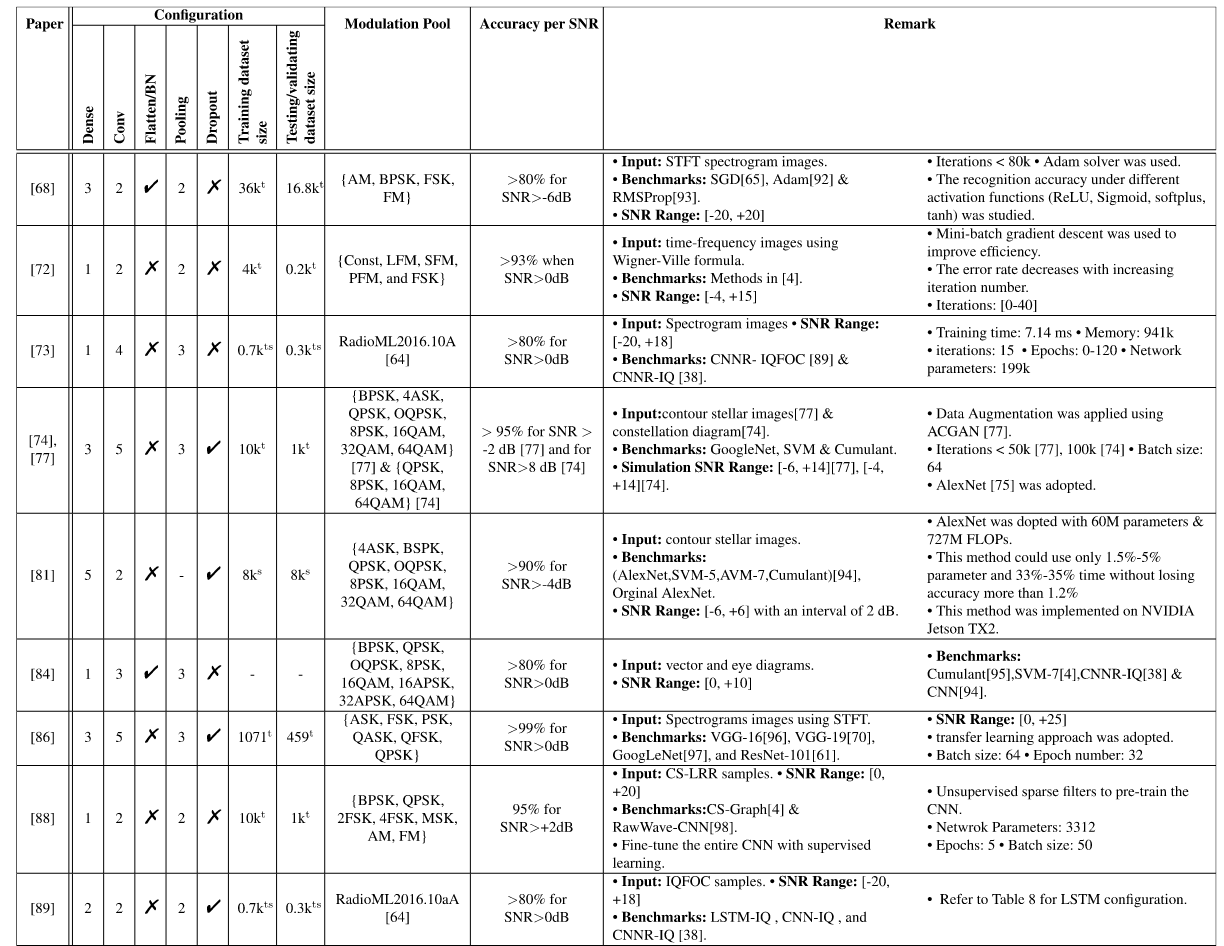 Paper
Configuration
Modulation Pool
Accuracy per SNR
Remark
Dense
Conv
Flatten/BN
Pooling
Dropout
Training dataset
size
Testing/validating
dataset size
[68]
3
2
✔
2
✗
36kᵗ
16.8kᵗ
{AM, BPSK, FSK,
FM}
>80% for
SNR>-6dB
• Input: STFT spectrogram images.
• Benchmarks: SGD[65], Adam[92] &
RMSProp[93].
• SNR Range: [-20, +20]
• Iterations < 80k • Adam solver was used.
• The recognition accuracy under different
activation functions (ReLU, Sigmoid, softplus,
tanh) was studied.
[72]
1
2
✗
2
✗
4kᵗ
0.2kᵗ
{Const, LFM, SFM,
PFM, and FSK}
>93% when
SNR>0dB
• Input: time-frequency images using
Wigner-Ville formula.
• Benchmarks: Methods in [4].
• SNR Range: [-4, +15]
• Mini-batch gradient descent was used to
improve efficiency.
• The error rate decreases with increasing
iteration number.
• Iterations: [0-40]
[73]
1
4
✗
3
✗
0.7kᵗˢ
0.3kᵗˢ
RadioML2016.10A
[64]
>80% for
SNR>0dB
• Input: Spectrogram images • SNR Range:
[-20, +18]
• Benchmarks: CNNR- IQFOC [89] &
CNNR-IQ [38].
• Training time: 7.14 ms • Memory: 941k
• iterations: 15 • Epochs: 0-120 • Network
parameters: 199k
[74],
[77]
3
5
✗
3
✔
10kᵗ
1kᵗ
{BPSK, 4ASK,
QPSK, OQPSK,
8PSK, 16QAM,
32QAM, 64QAM}
[77] & {QPSK,
8PSK, 16QAM,
64QAM} [74]
> 95% for SNR >
-2 dB [77] and for
SNR>8 dB [74]
• Input:contour stellar images[77] &
constellation diagram[74].
• Benchmarks: GoogleNet, SVM & Cumulant.
• Simulation SNR Range: [-6, +14][77], [-4,
+14][74].
• Data Augmentation was applied using
ACGAN [77].
• Iterations < 50k [77], 100k [74] • Batch size:
64
• AlexNet [75] was adopted.
[81]
5
2
✗
-
✔
8kˢ
8kˢ
{4ASK, BSPK,
QPSK, OQPSK,
8PSK, 16QAM,
32QAM, 64QAM}
>90% for
SNR>-4dB
• Input: contour stellar images.
• Benchmarks:
(AlexNet,SVM-5,AVM-7,Cumulant)[94],
Orginal AlexNet.
• SNR Range: [-6, +6] with an interval of 2 dB.
• AlexNet was dopted with 60M parameters &
727M FLOPs.
• This method could use only 1.5%-5%
parameter and 33%-35% time without losing
accuracy more than 1.2%
• This method was implemented on NVIDIA
Jetson TX2.
[84]
1
3
✔
3
✗
-
-
{BPSK, QPSK,
OQPSK, 8PSK,
16QAM, 16APSK,
32APSK, 64QAM}
>80% for
SNR>0dB
• Input: vector and eye diagrams.
• SNR Range: [0, +10]
• Benchmarks:
Cumulant[95],SVM-7[4],CNNR-IQ[38] &
CNN[94].
[86]
3
5
✗
3
✔
1071ᵗ
459ᵗ
{ASK, FSK, PSK,
QASK, QFSK,
QPSK}
>99% for
SNR>0dB
• Input: Spectrograms images using STFT.
• Benchmarks: VGG-16[96], VGG-19[70],
GoogLeNet[97], and ResNet-101[61].
• SNR Range: [0, +25]
• transfer learning approach was adopted.
• Batch size: 64 • Epoch number: 32
[88]
1
2
✗
2
✗
10kᵗ
1kᵗ
{BPSK, QPSK,
2FSK, 4FSK, MSK,
AM, FM}
95% for
SNR>+2dB
• Input: CS-LRR samples. • SNR Range: [0,
+20]
• Benchmarks:CS-Graph[4] &
RawWave-CNN[98].
• Fine-tune the entire CNN with supervised
learning.
• Unsupervised sparse filters to pre-train the
CNN.
• Netwrok Parameters: 3312
• Epochs: 5 • Batch size: 50
[89]
2
2
✗
2
✔
0.7kᵗˢ
0.3kᵗˢ
RadioML2016.10aA
[64]
>80% for
SNR>0dB
• Input: IQFOC samples. • SNR Range: [-20,
+18]
• Benchmarks: LSTM-IQ , CNN-IQ , and
CNNR-IQ [38].
• Refer to Table 8 for LSTM configuration.